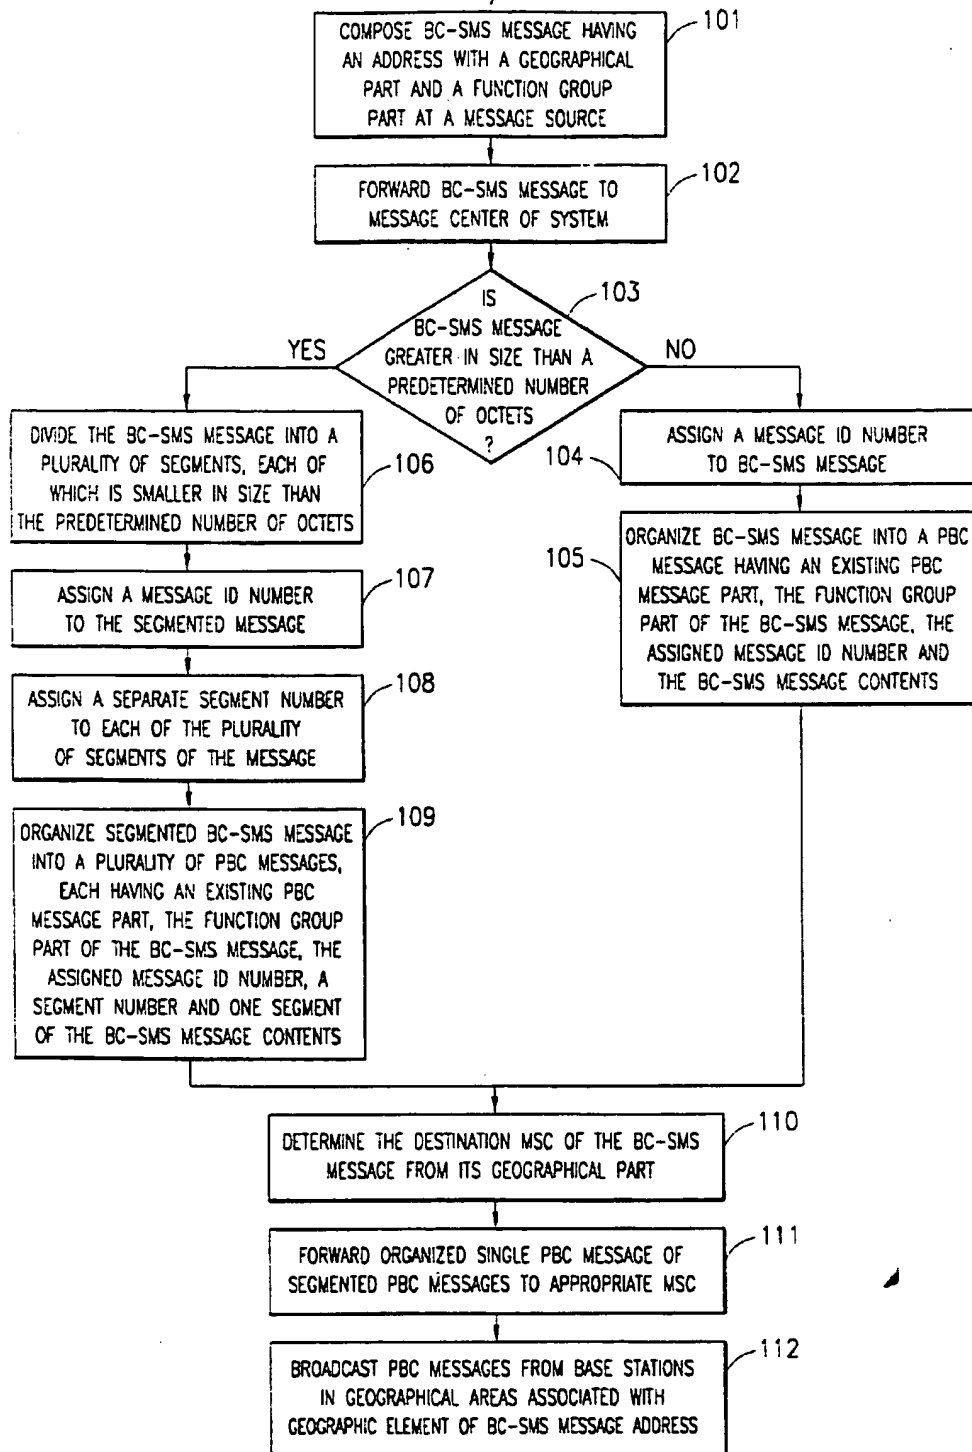 COMPOSE BC-SMS MESSAGE HAVING
AN ADDRESS WITH A GEOGRAPHICAL
PART AND A FUNCTION GROUP
PART AT A MESSAGE SOURCE
101
FORWARD BC-SMS MESSAGE TO
MESSAGE CENTER OF SYSTEM
102
IS
BC-SMS MESSAGE
GREATER IN SIZE THAN A
PREDETERMINED NUMBER
OF OCTETS
?
103
YES
NO
DIVIDE THE BC-SMS MESSAGE INTO A
PLURALITY OF SEGMENTS, EACH OF
WHICH IS SMALLER IN SIZE THAN
THE PREDETERMINED NUMBER OF OCTETS
106
ASSIGN A MESSAGE ID NUMBER
TO BC-SMS MESSAGE
104
ORGANIZE BC-SMS MESSAGE INTO A PBC
MESSAGE HAVING AN EXISTING PBC
MESSAGE PART, THE FUNCTION GROUP
PART OF THE BC-SMS MESSAGE, THE
ASSIGNED MESSAGE ID NUMBER AND
THE BC-SMS MESSAGE CONTENTS
105
ASSIGN A MESSAGE ID NUMBER
TO THE SEGMENTED MESSAGE
107
ASSIGN A SEPARATE SEGMENT NUMBER
TO EACH OF THE PLURALITY
OF SEGMENTS OF THE MESSAGE
108
ORGANIZE SEGMENTED BC-SMS MESSAGE
INTO A PLURALITY OF PBC MESSAGES,
EACH HAVING AN EXISTING PBC
MESSAGE PART, THE FUNCTION GROUP
PART OF THE BC-SMS MESSAGE, THE
ASSIGNED MESSAGE ID NUMBER, A
SEGMENT NUMBER AND ONE SEGMENT
OF THE BC-SMS MESSAGE CONTENTS
109
DETERMINE THE DESTINATION MSC OF THE BC-SMS
MESSAGE FROM ITS GEOGRAPHICAL PART
110
FORWARD ORGANIZED SINGLE PBC MESSAGE OF
SEGMENTED PBC MESSAGES TO APPROPRIATE MSC
111
BROADCAST PBC MESSAGES FROM BASE STATIONS
IN GEOGRAPHICAL AREAS ASSOCIATED WITH
GEOGRAPHIC ELEMENT OF BC-SMS MESSAGE ADDRESS
112